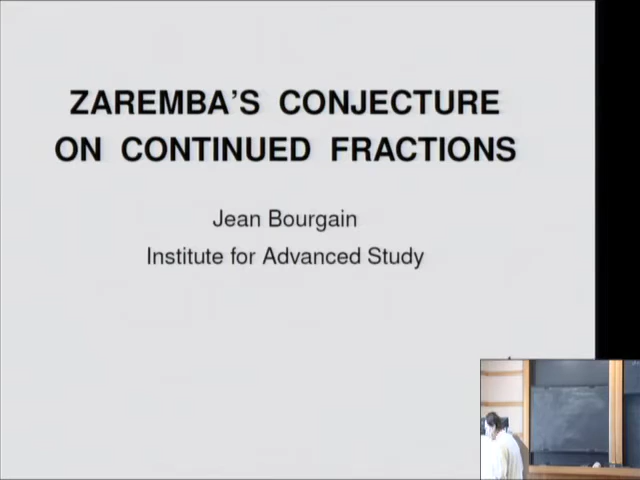 ZAREMBA'S CONJECTURE
ON CONTINUED FRACTIONS
Jean Bourgain
Institute for Advanced Study